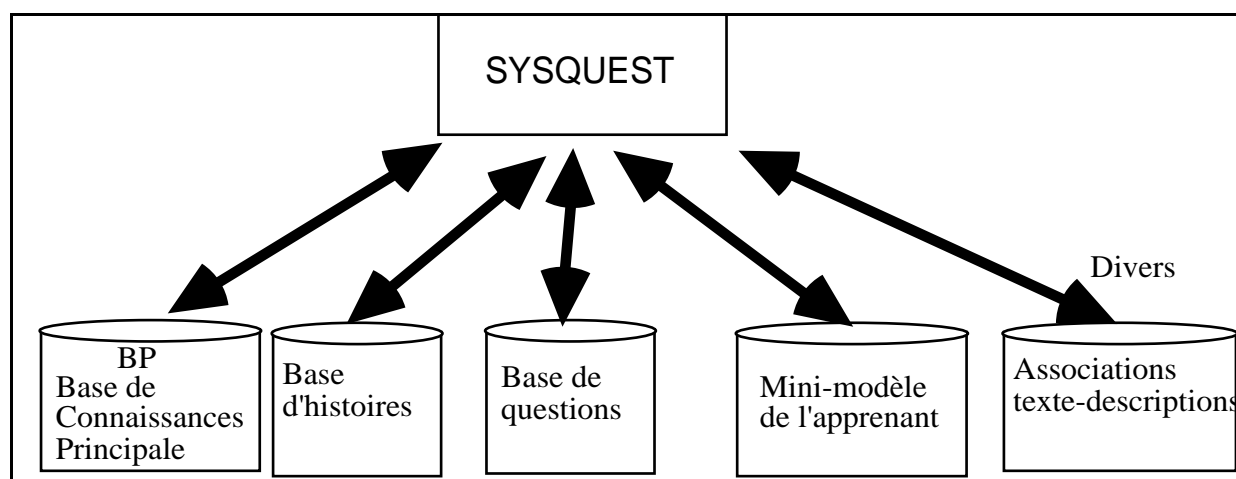 SYSQUEST
Divers
BP
Base de
Connaissances
Principale
Base
d'histoires
Base de
questions
Mini-modèle
de l'apprenant
Associations
texte-descriptions